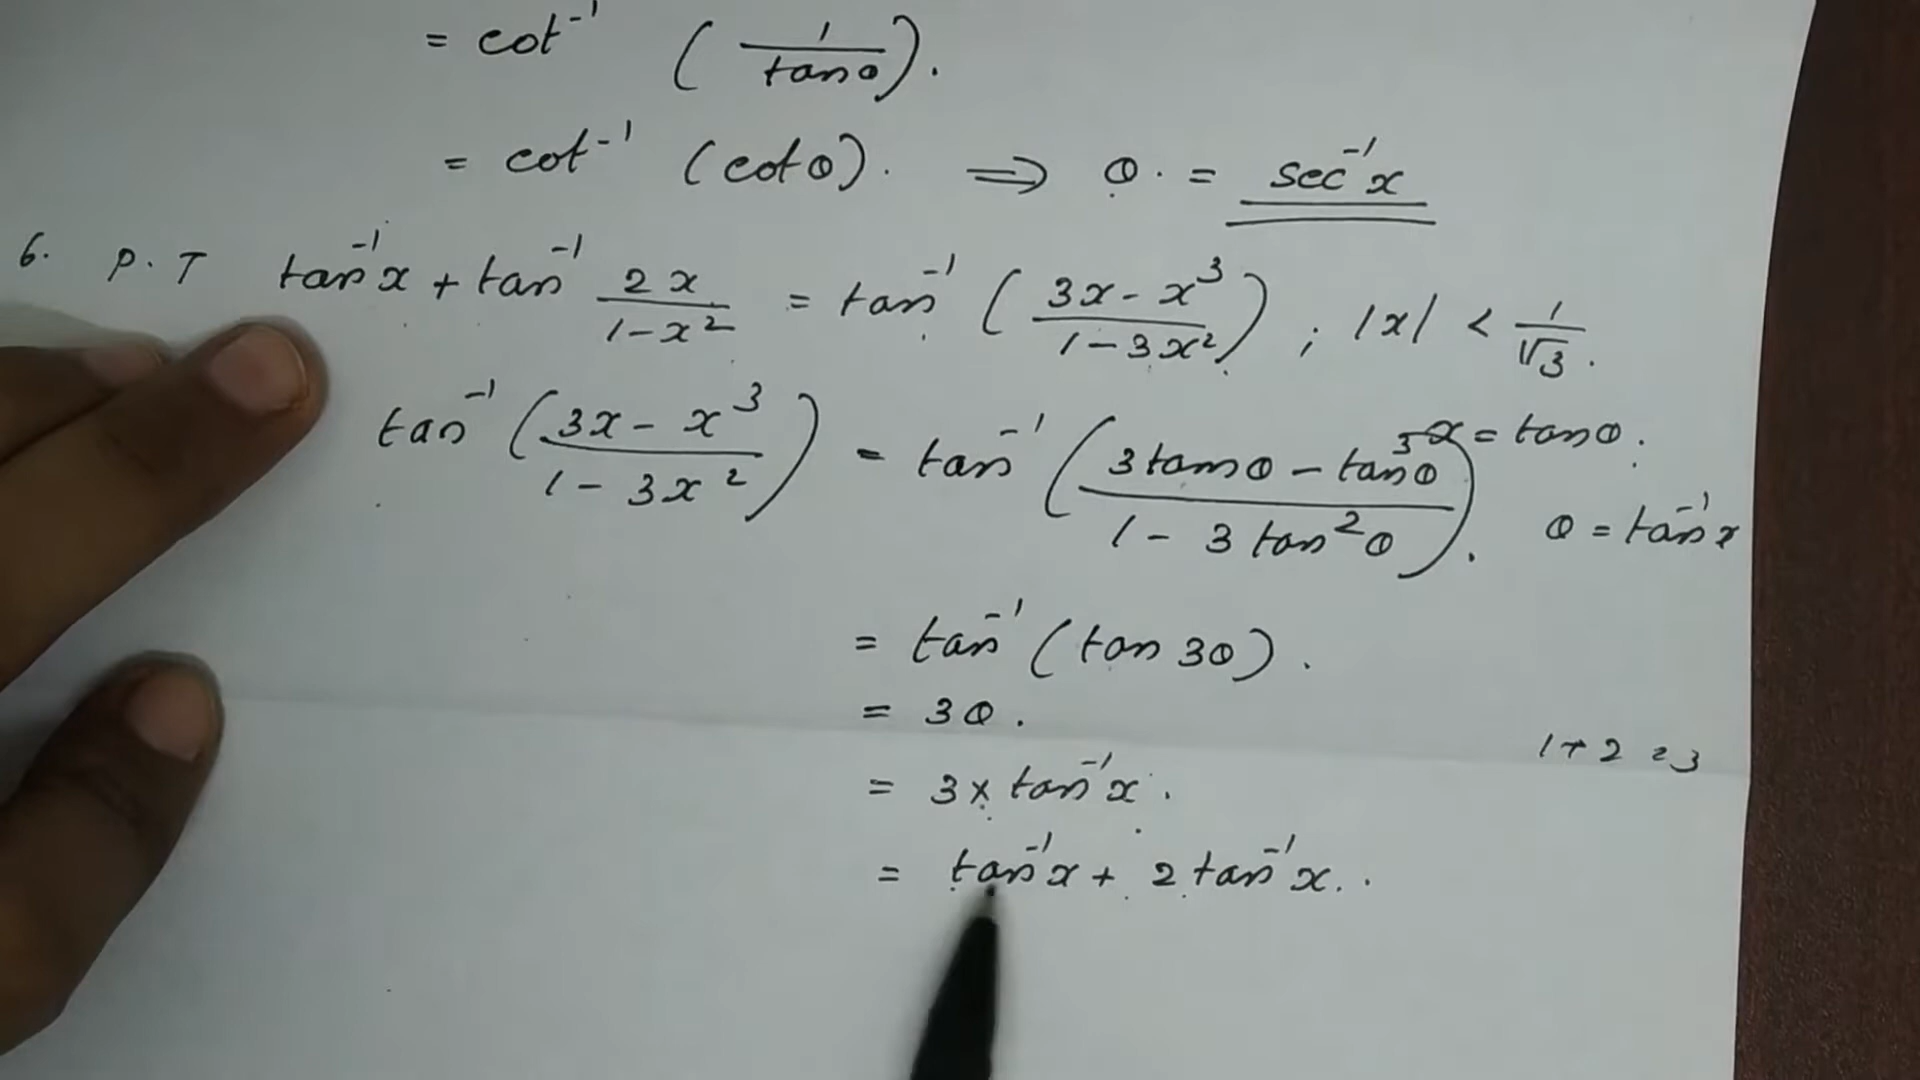 = cot⁻¹ (1/tanθ).
= cot⁻¹ (cotθ). ⇒ θ. = sec⁻¹x
6. P.T tan⁻¹x + tan⁻¹ 2x/(1-x²) = tan⁻¹ ((3x-x³)/(1-3x²)) ; |x| < 1/√3.
x = tanθ.
tan⁻¹ ((3x-x³)/(1-3x²)) = tan⁻¹ ((3tanθ-tan³θ)/(1-3tan²θ)).
θ = tan⁻¹x
= tan⁻¹ (tan 3θ).
= 3θ.
1+2=3
= 3× tan⁻¹x.
= tan⁻¹x + 2tan⁻¹x..